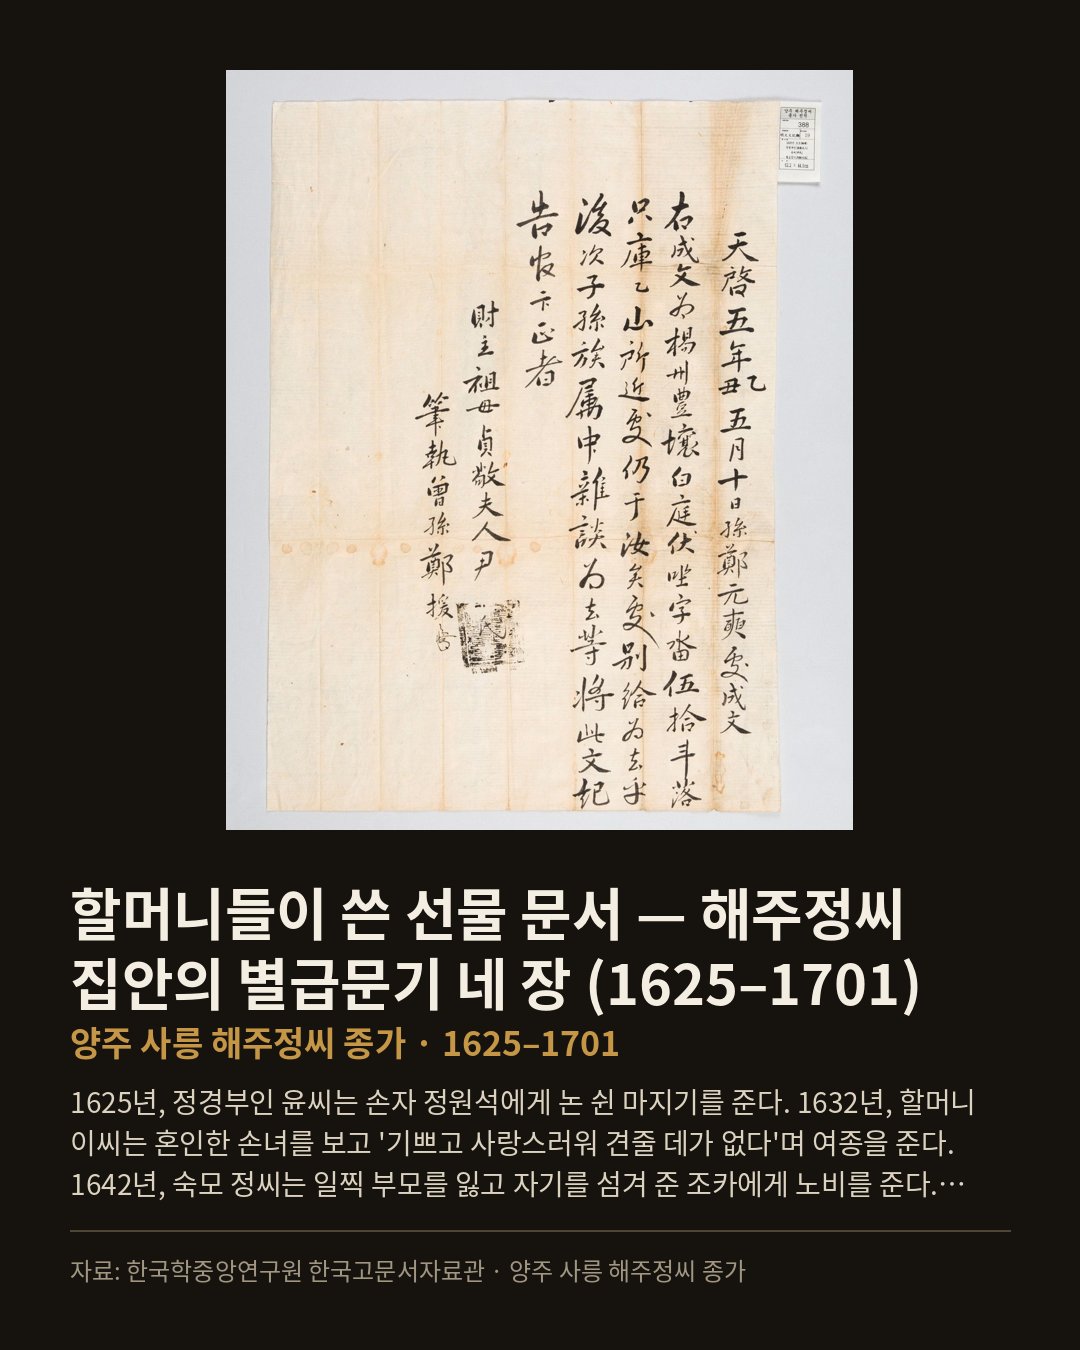 天啓五年乙丑五月十日孫鄭元奭處成文
右成文爲楊州豊壤白庭伏唑字畓伍拾斗落
只庫乙山所近處仍于汝矣處別給爲去乎
後次子孫族属中雜談爲去等將此文記
告官卞正者
財主祖母貞敬夫人尹
筆執曾孫鄭援
388
할머니들이 쓴 선물 문서 — 해주정씨
집안의 별급문기 네 장 (1625–1701)
양주 사릉 해주정씨 종가 · 1625–1701
1625년, 정경부인 윤씨는 손자 정원석에게 논 쉰 마지기를 준다. 1632년, 할머니
이씨는 혼인한 손녀를 보고 '기쁘고 사랑스러워 견줄 데가 없다'며 여종을 준다.
1642년, 숙모 정씨는 일찍 부모를 잃고 자기를 섬겨 준 조카에게 노비를 준다.…
자료: 한국학중앙연구원 한국고문서자료관 · 양주 사릉 해주정씨 종가